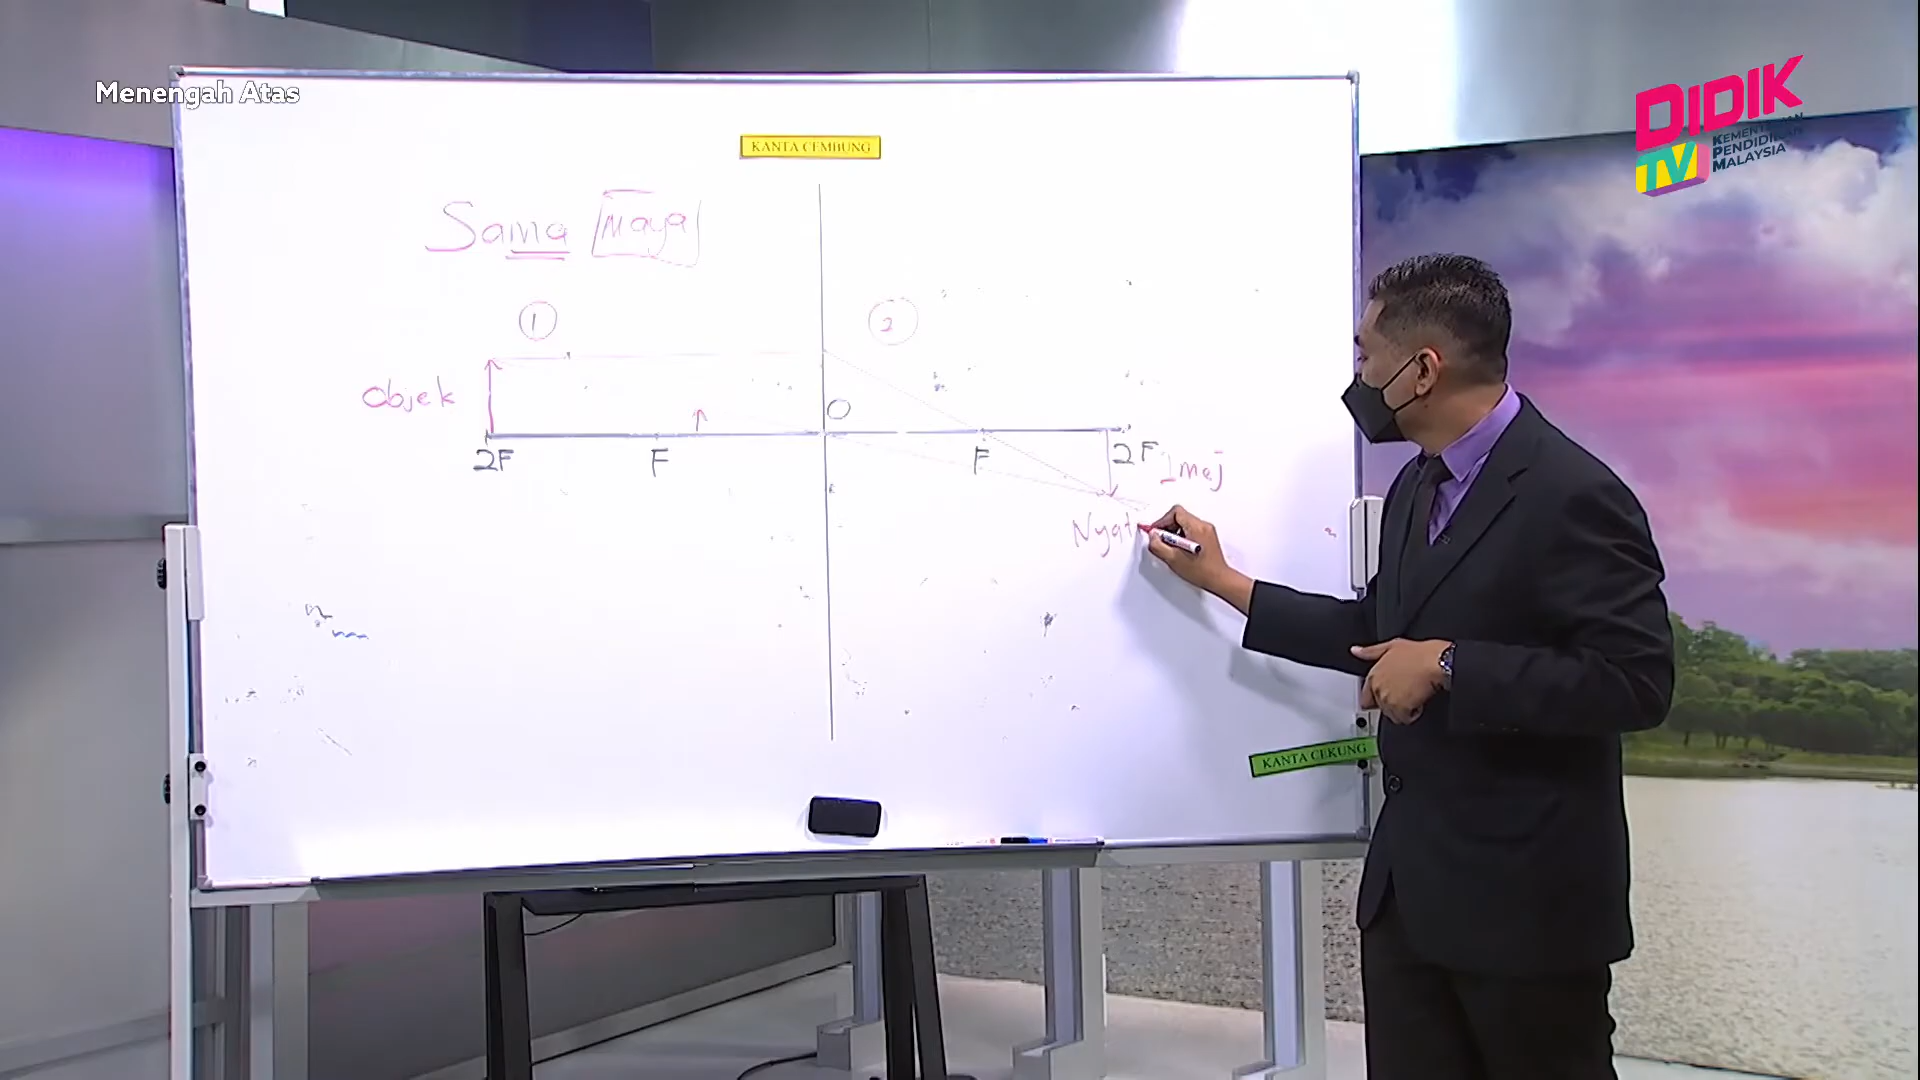 Menengah Atas
DIDIK
TV
KEMENTERIAN
PENDIDIKAN
MALAYSIA
KANTA CEMBUNG
Sama Maya
1
2
Objek
O
2F
F
F
2F
Imej
Nyat
KANTA CEKUNG